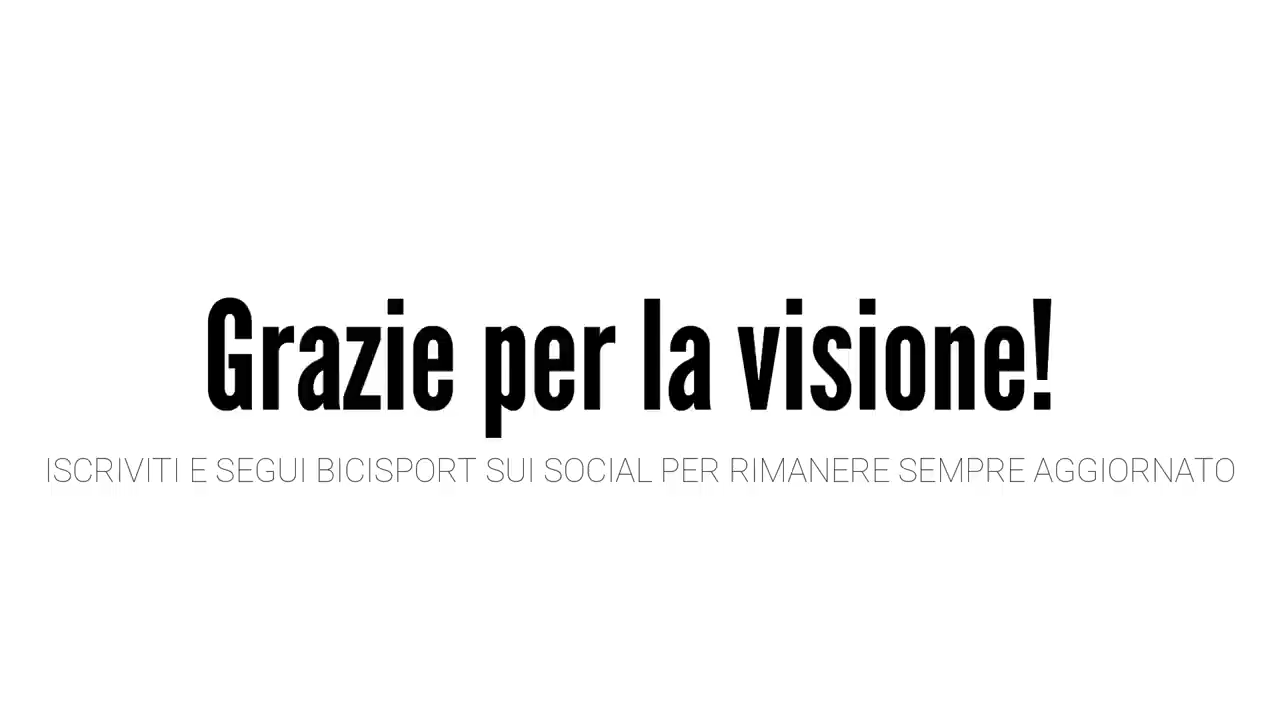 Grazie per la visione!
ISCRIVITI E SEGUI BICISPORT SUI SOCIAL PER RIMANERE SEMPRE AGGIORNATO